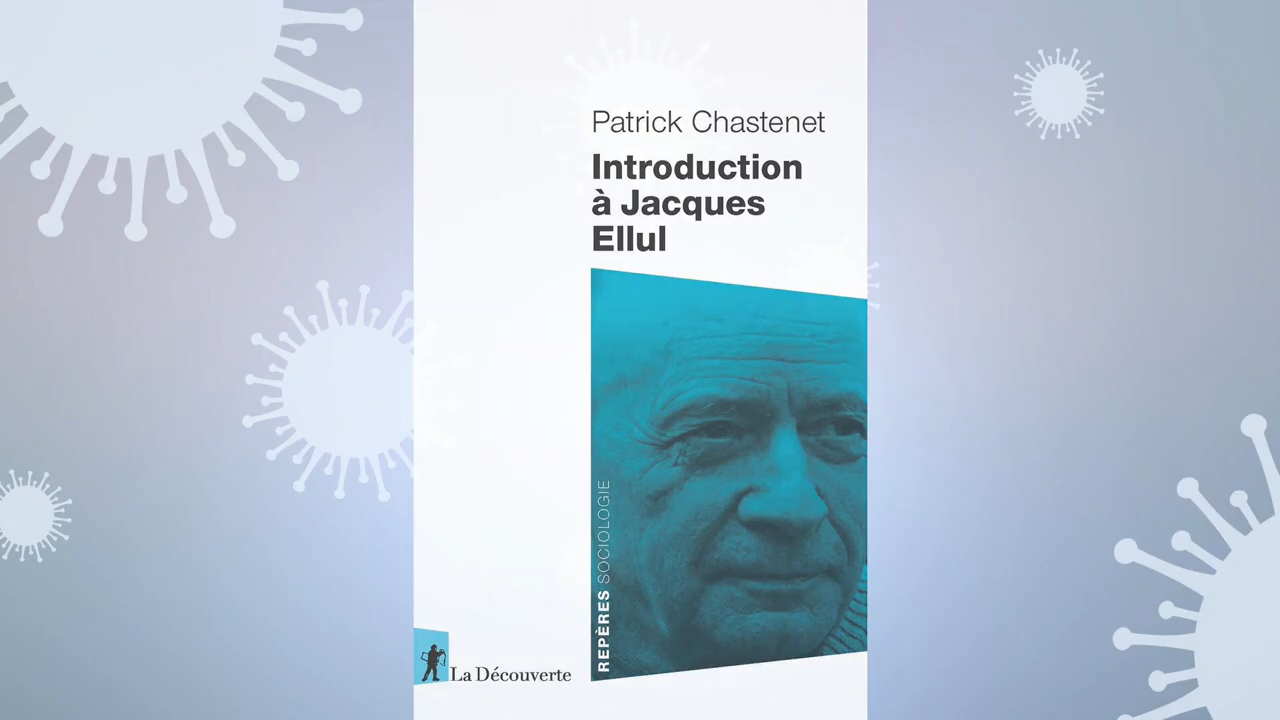 Patrick Chastenet
Introduction
à Jacques
Ellul
REPÈRES SOCIOLOGIE
La Découverte